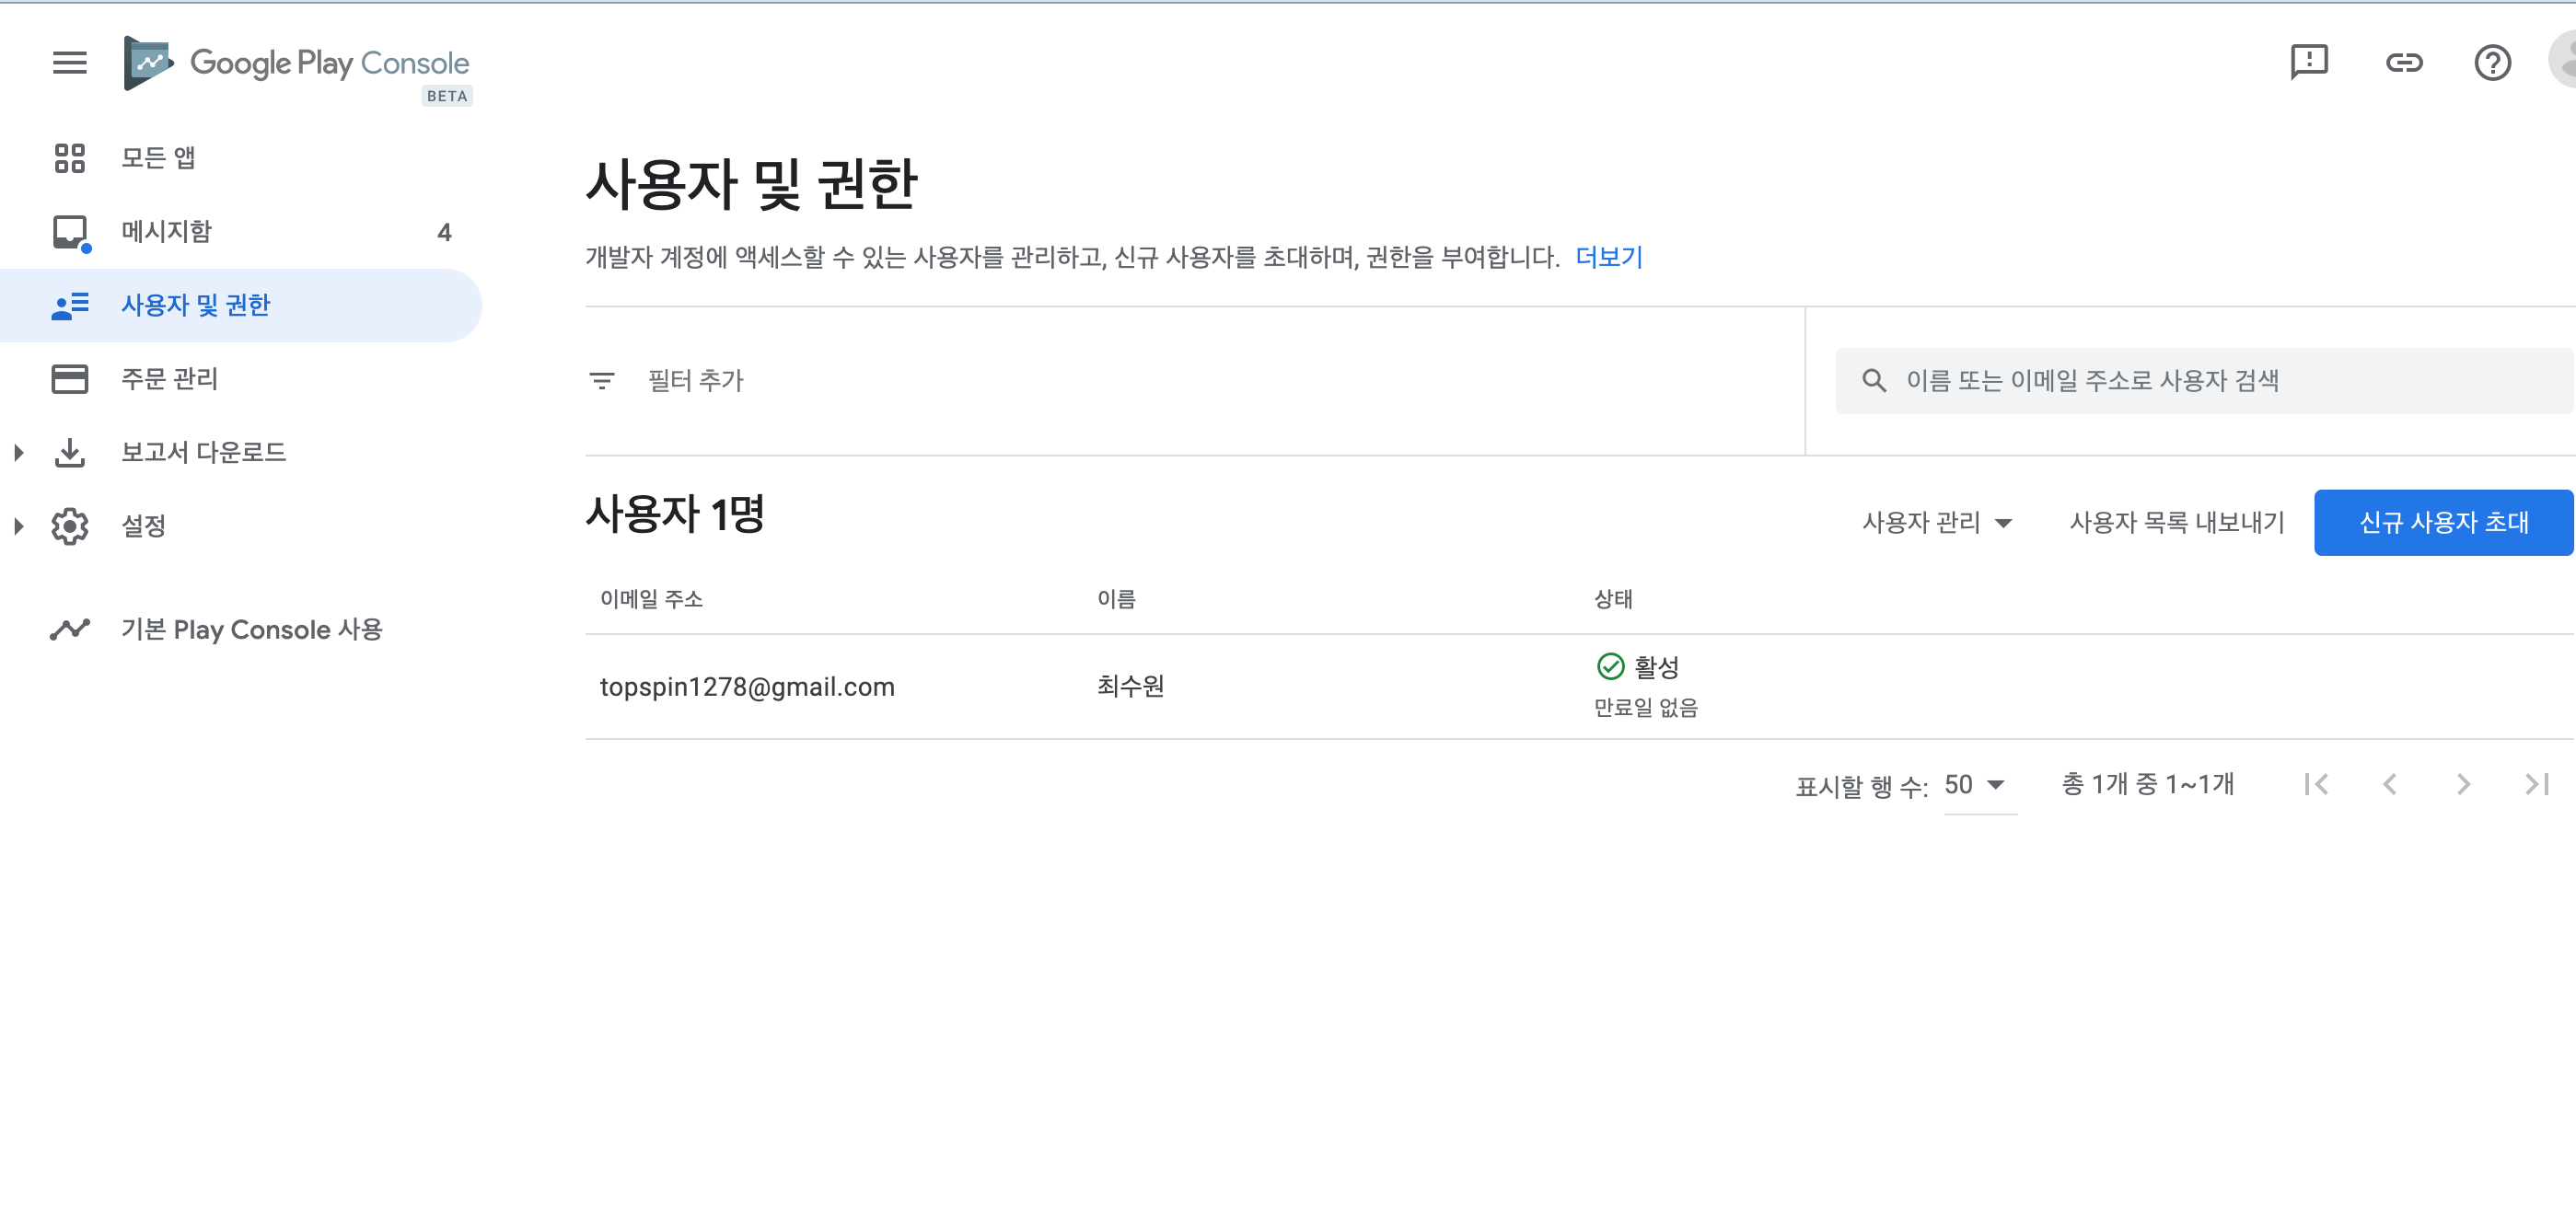 Google Play Console
BETA
모든 앱
메시지함 4
사용자 및 권한
주문 관리
보고서 다운로드
설정
기본 Play Console 사용
사용자 및 권한
개발자 계정에 액세스할 수 있는 사용자를 관리하고, 신규 사용자를 초대하며, 권한을 부여합니다. 더보기
필터 추가
이름 또는 이메일 주소로 사용자 검색
사용자 1명
사용자 관리 사용자 목록 내보내기 신규 사용자 초대
이메일 주소 이름 상태
topspin1278@gmail.com 최수원 활성
만료일 없음
표시할 행 수: 50 총 1개 중 1~1개